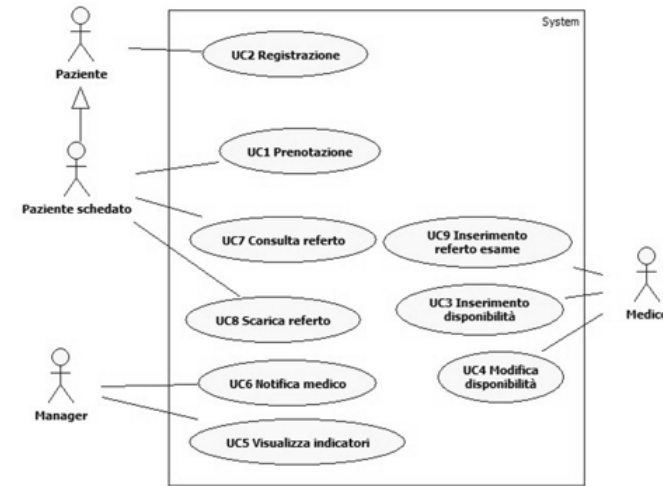 System
UC2 Registrazione
Paziente
UC1 Prenotazione
Paziente schedato
UC7 Consulta referto
UC9 Inserimento
referto esame
UC3 Inserimento
disponibilità
Medico
UC8 Scarica referto
UC4 Modifica
disponibilità
UC6 Notifica medico
Manager
UC5 Visualizza indicatori